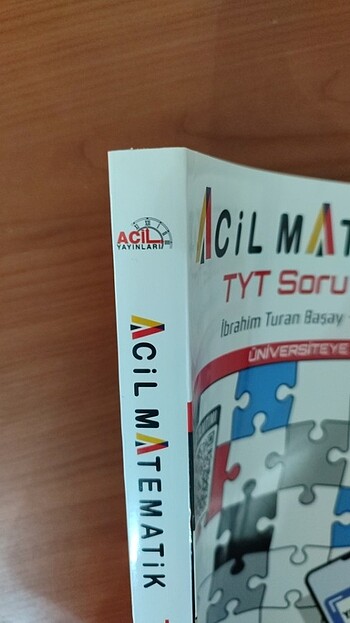 ACİL
YAYINLARI
ACİL MATEMATİK
ACİL MAT
TYT Soru
İbrahim Turan Başay
ÜNİVERSİTEYE